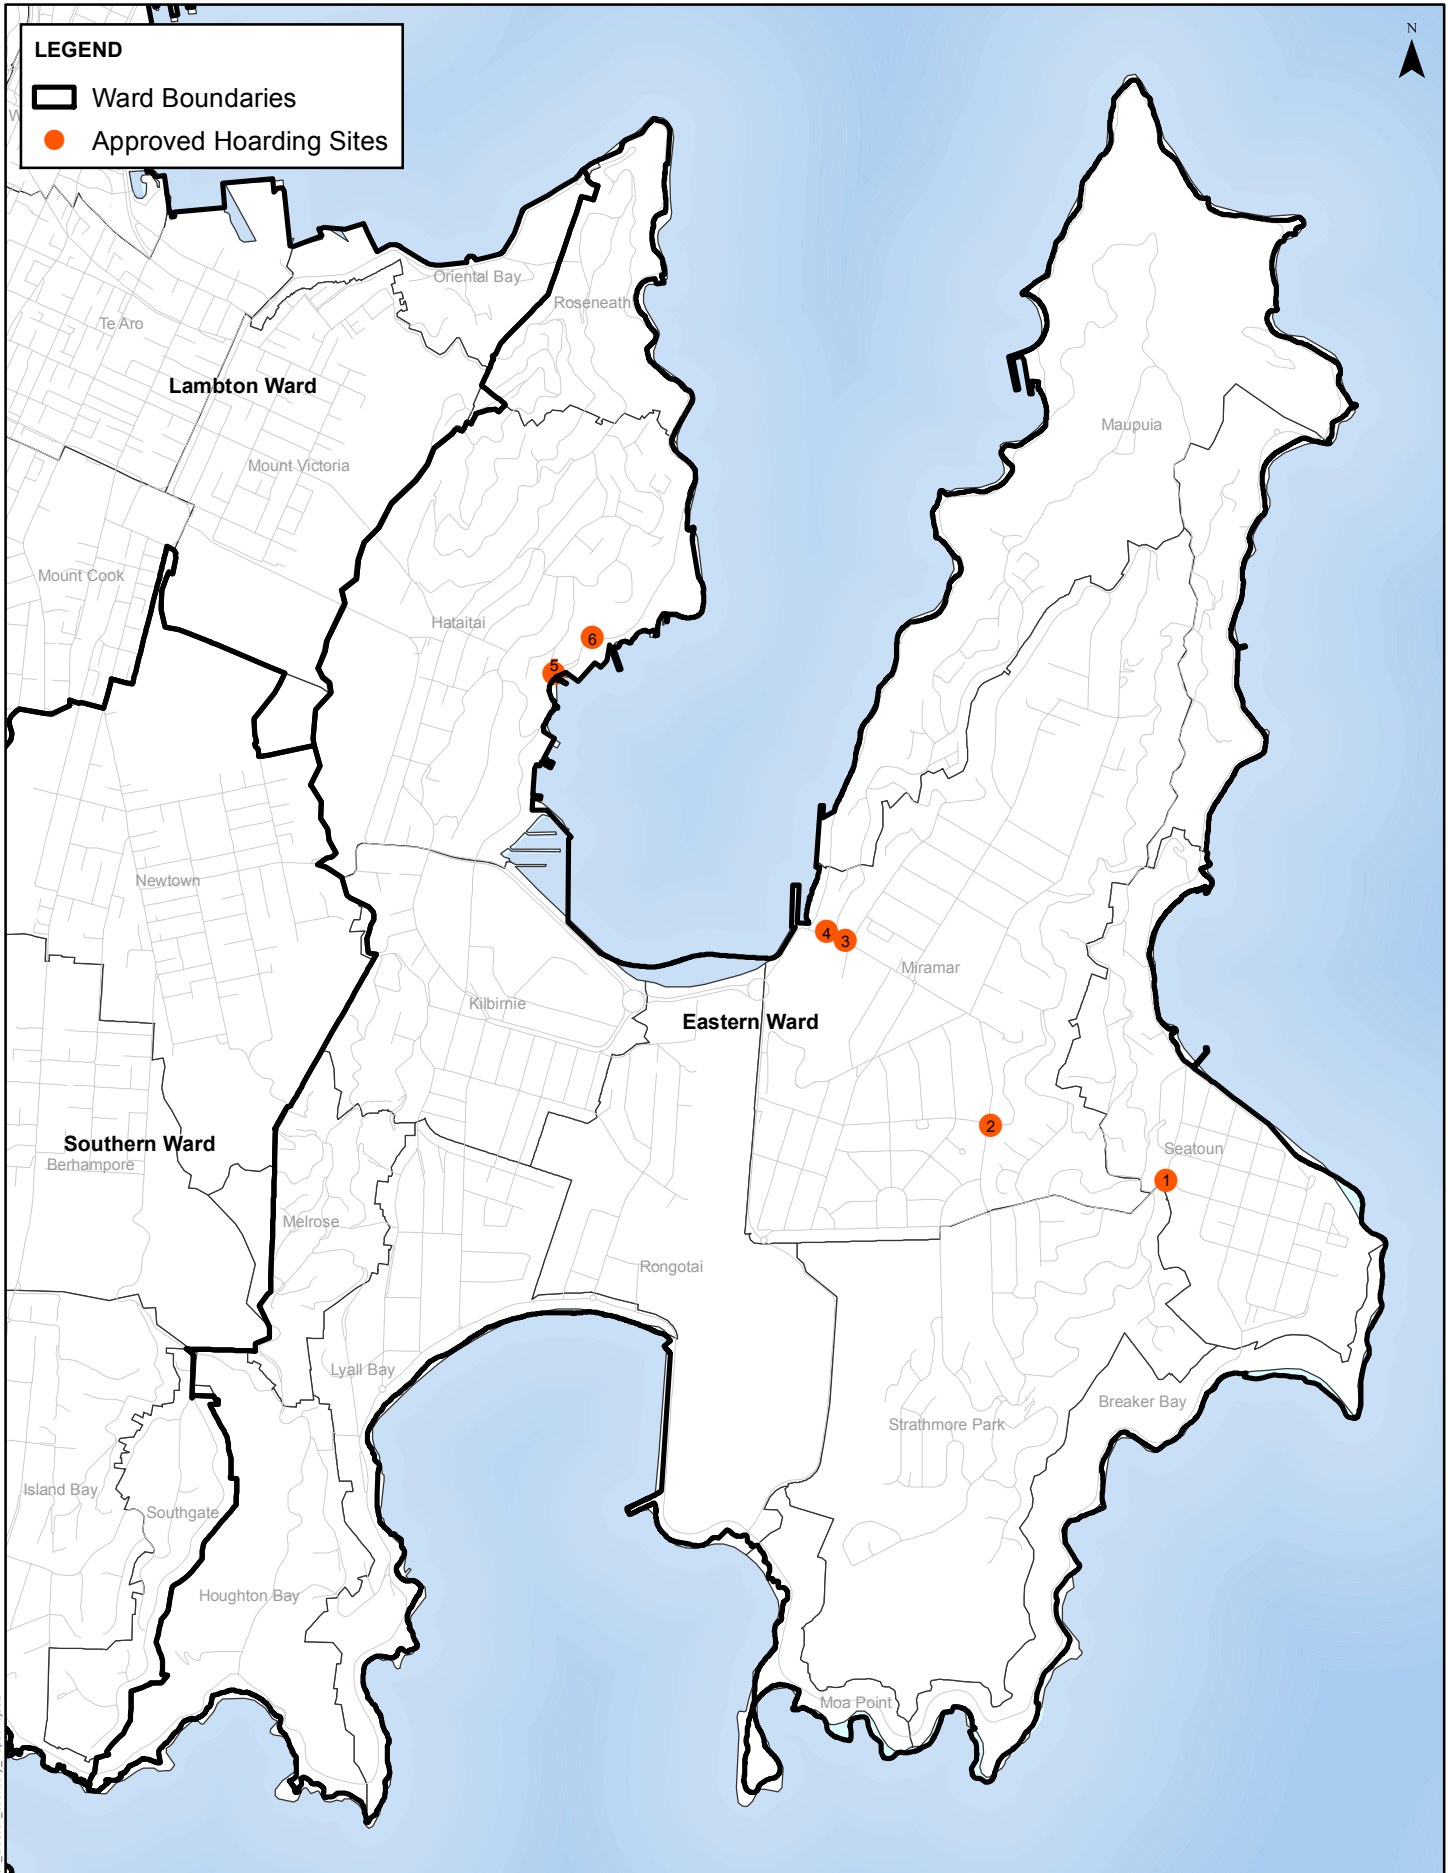 LEGEND
Ward Boundaries
Approved Hoarding Sites
N
Oriental Bay
Roseneath
Te Aro
Lambton Ward
Maupuia
Mount Victoria
Mount Cook
Hataitai
6
5
Newtown
4
3
Miramar
Kilbirnie
Eastern Ward
2
Southern Ward
Berhampore
Seatoun
1
Melrose
Rongotai
Lyall Bay
Breaker Bay
Strathmore Park
Island Bay
Southgate
Houghton Bay
Moa Point